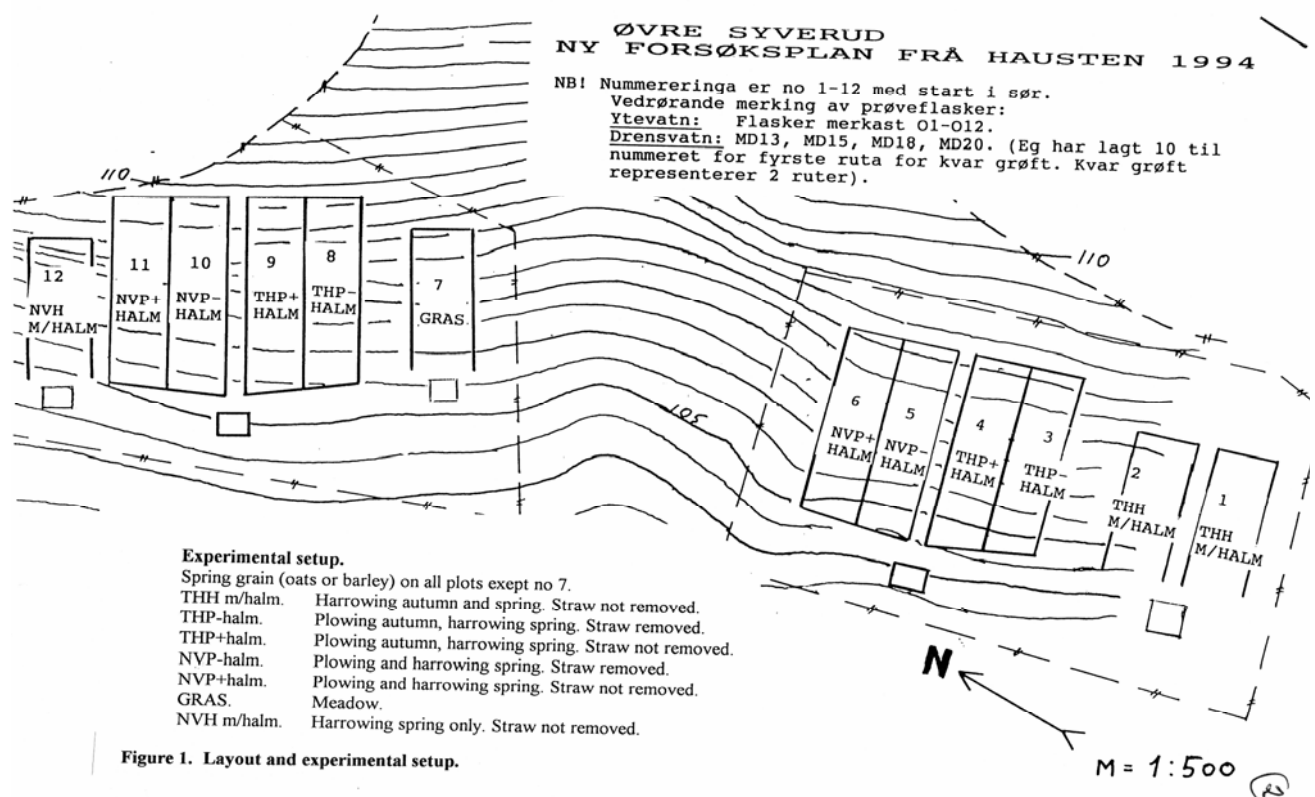 ØVRE SYVERUD
NY FORSØKSPLAN FRÅ HAUSTEN 1994
NB! Nummereringa er no 1-12 med start i sør.
Vedrørande merking av prøveflasker:
Ytevatn: Flasker merkast O1-O12.
Drensvatn: MD13, MD15, MD18, MD20. (Eg har lagt 10 til
nummeret for fyrste ruta for kvar grøft. Kvar grøft
representerer 2 ruter).
110
110
105
12
NVH
M/HALM
11
NVP+
HALM
10
NVP-
HALM
9
THP+
HALM
8
THP-
HALM
7
GRAS
6
NVP+
HALM
5
NVP-
HALM
4
THP+
HALM
3
THP-
HALM
2
THH
M/HALM
1
THH
M/HALM
Experimental setup.
Spring grain (oats or barley) on all plots exept no 7.
THH m/halm. Harrowing autumn and spring. Straw not removed.
THP-halm. Plowing autumn, harrowing spring. Straw removed.
THP+halm. Plowing autumn, harrowing spring. Straw not removed.
NVP-halm. Plowing and harrowing spring. Straw removed.
NVP+halm. Plowing and harrowing spring. Straw not removed.
GRAS. Meadow.
NVH m/halm. Harrowing spring only. Straw not removed.
Figure 1. Layout and experimental setup.
N
M = 1:500